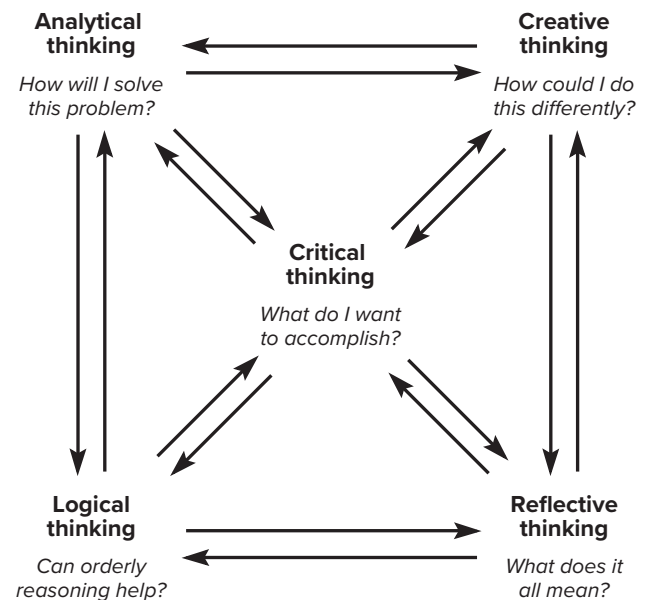 Analytical
thinking
How will I solve
this problem?
Creative
thinking
How could I do
this differently?
Critical
thinking
What do I want
to accomplish?
Logical
thinking
Can orderly
reasoning help?
Reflective
thinking
What does it
all mean?